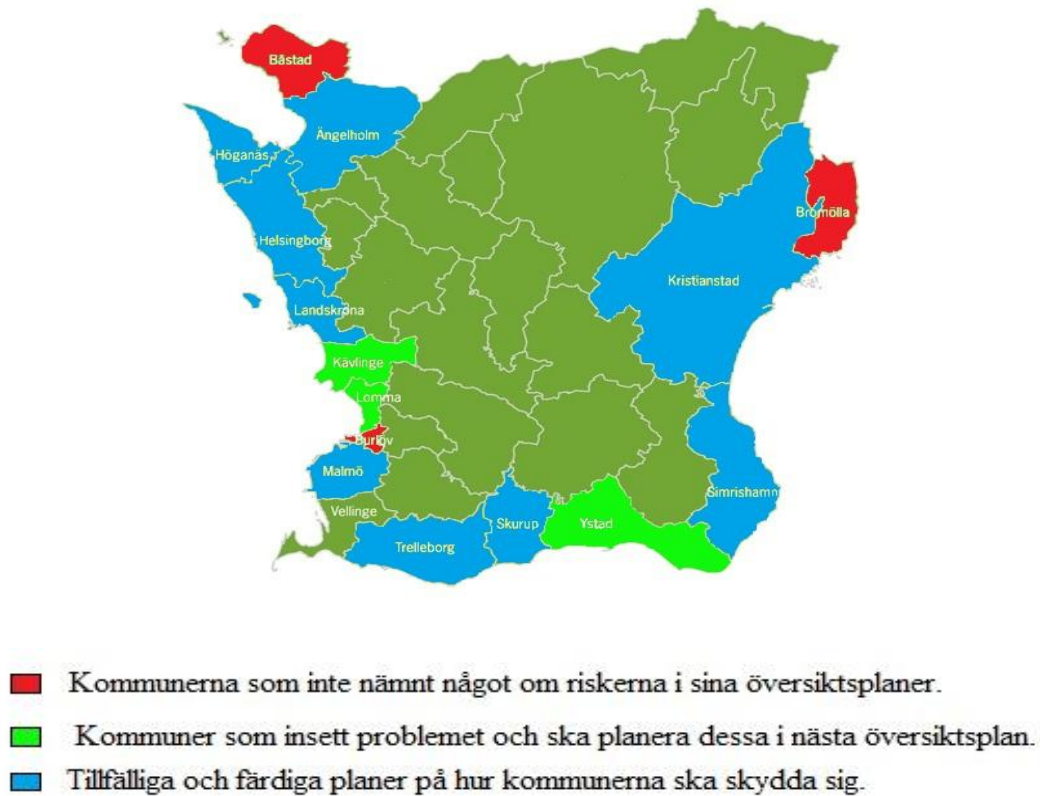 Båstad
Ängelholm
Höganäs
Bromölla
Helsingborg
Kristianstad
Landskrona
Kävlinge
Lomma
Burlöv
Malmö
Simrishamn
Vellinge
Skurup
Ystad
Trelleborg
Kommunerna som inte nämnt något om riskerna i sina översiktsplaner.
Kommuner som insett problemet och ska planera dessa i nästa översiktsplan.
Tillfälliga och färdiga planer på hur kommunerna ska skydda sig.